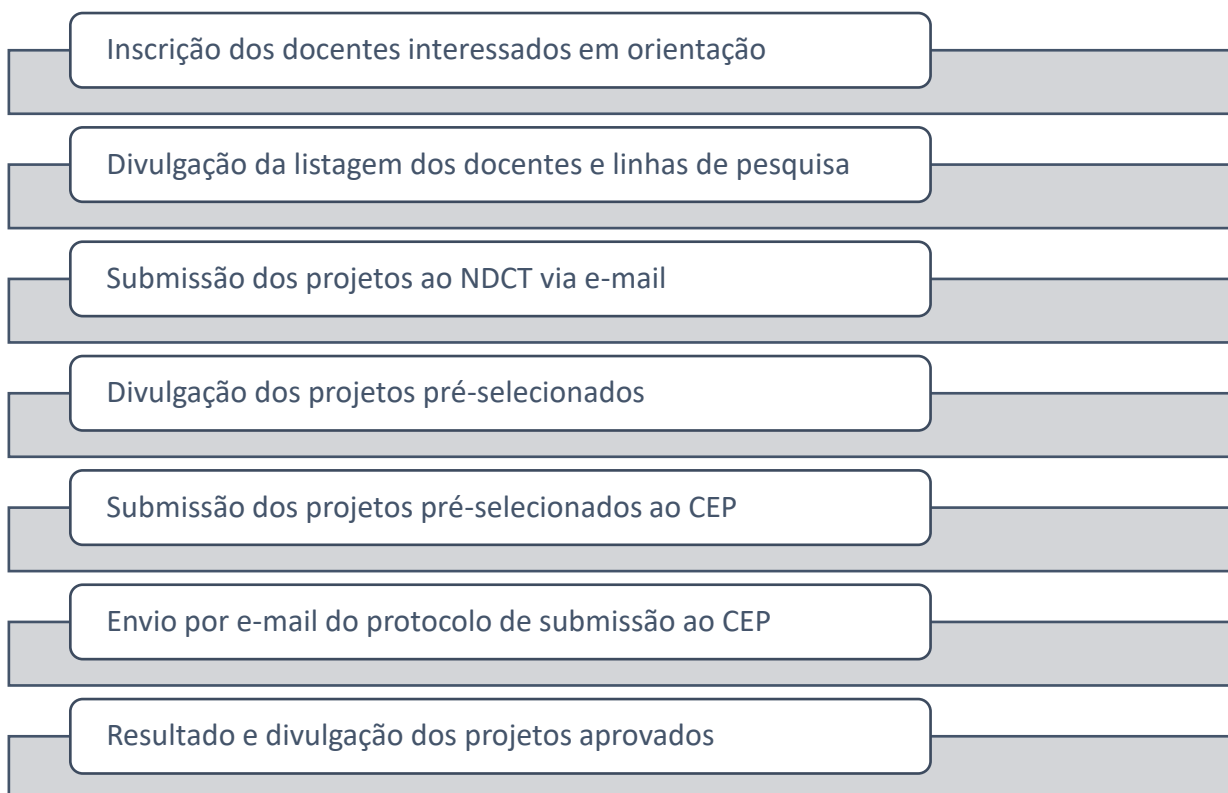 Inscrição dos docentes interessados em orientação
Divulgação da listagem dos docentes e linhas de pesquisa
Submissão dos projetos ao NDCT via e-mail
Divulgação dos projetos pré-selecionados
Submissão dos projetos pré-selecionados ao CEP
Envio por e-mail do protocolo de submissão ao CEP
Resultado e divulgação dos projetos aprovados